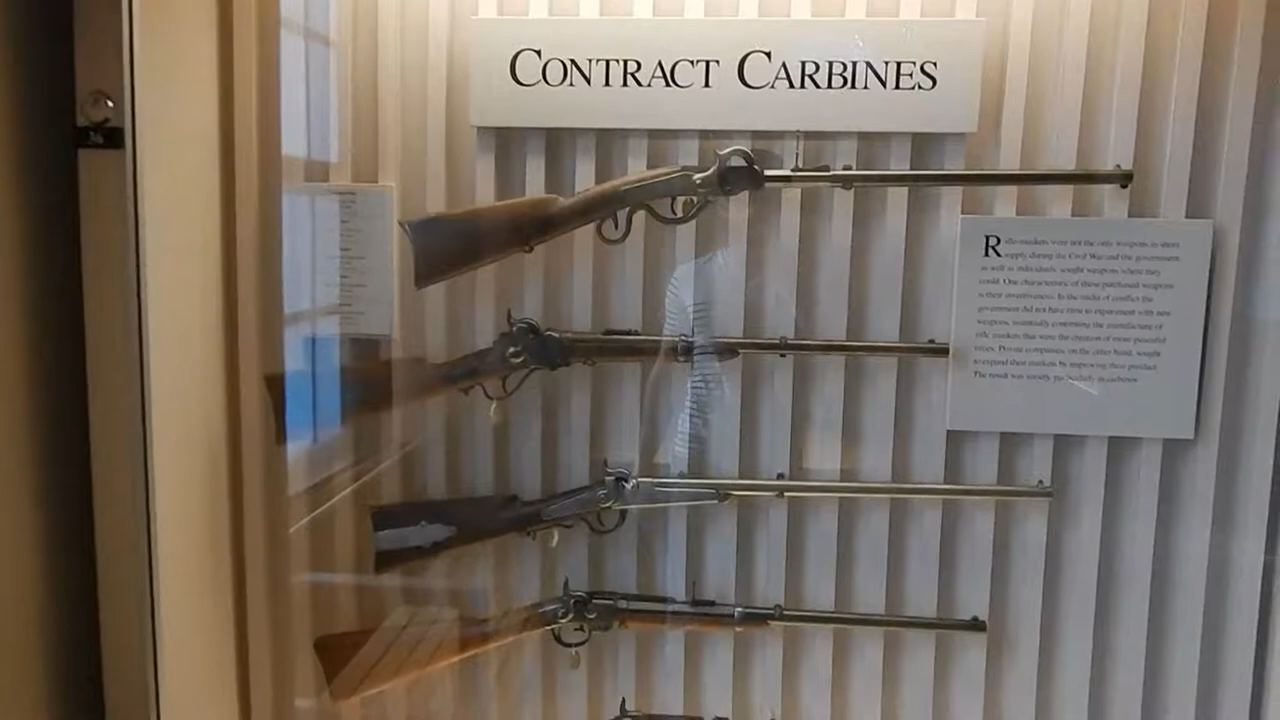 CONTRACT CARBINES
Rifle-muskets were not the only weapons in short
supply during the Civil War and the government,
as well as individuals, sought weapons where they
could. One characteristic of these purchased weapons
is their inventiveness. In the midst of conflict the
government did not have time to experiment with new
weapons, essentially continuing the manufacture of
rifle muskets that were the creation of more peaceful
times. Private companies, on the other hand, sought
to expand their markets by improving their product.
The result was variety, particularly in carbines.